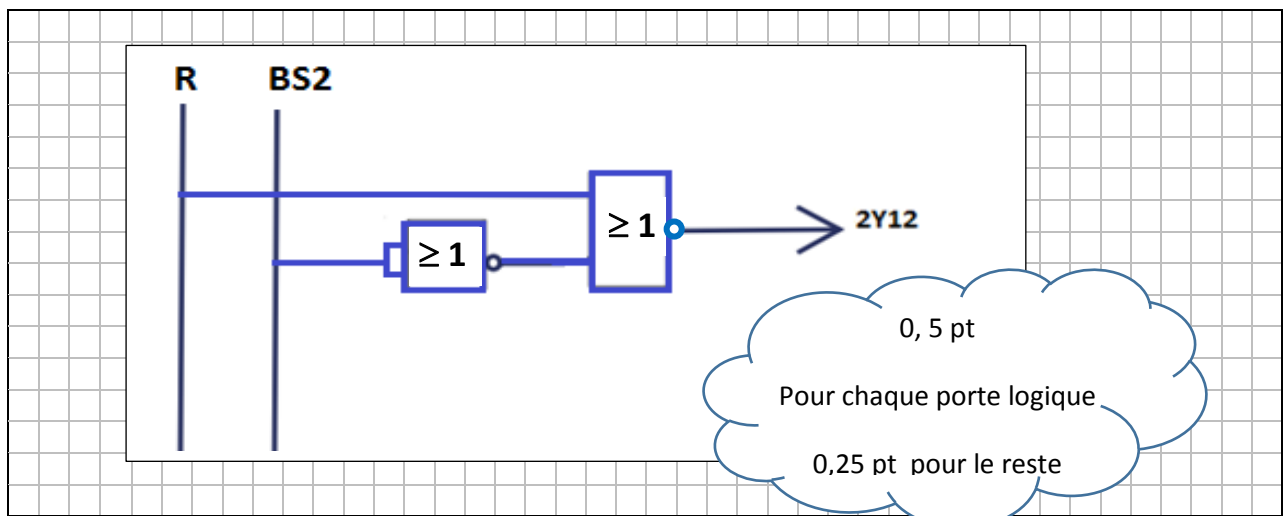 R BS2
≥ 1
≥ 1
2Y12
0, 5 pt
Pour chaque porte logique
0,25 pt pour le reste